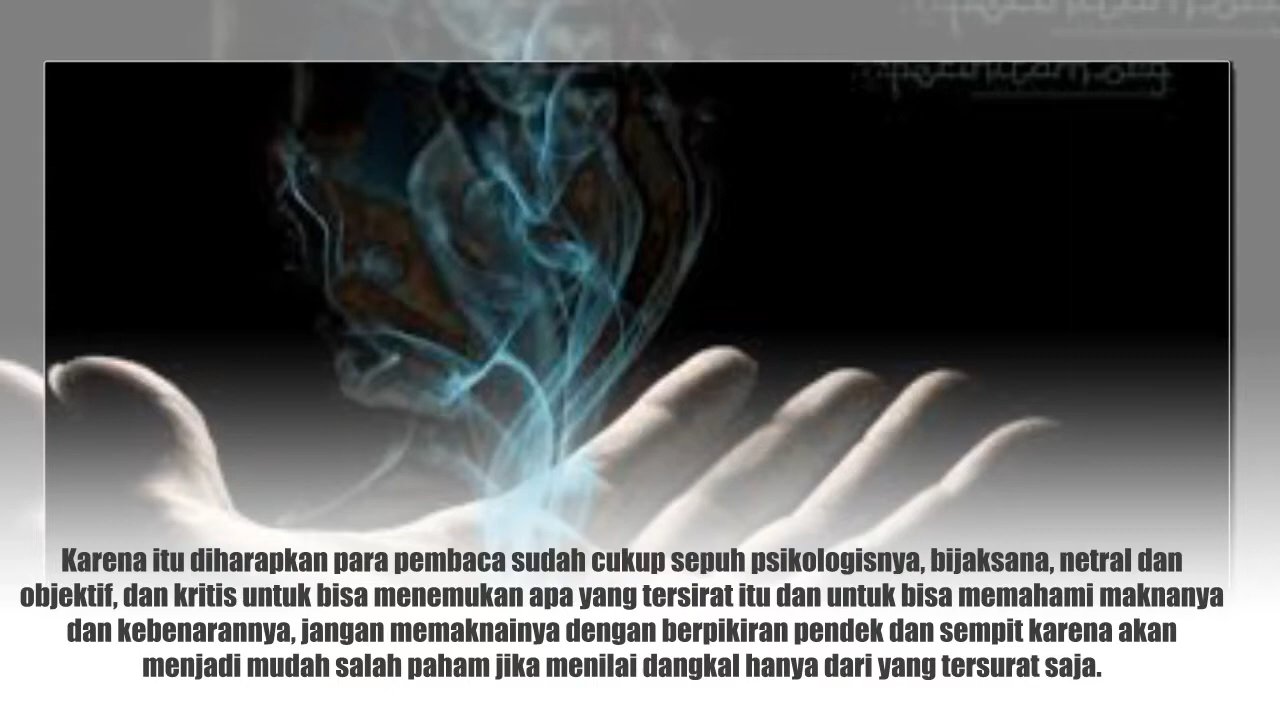 Karena itu diharapkan para pembaca sudah cukup sepuh psikologisnya, bijaksana, netral dan
objektif, dan kritis untuk bisa menemukan apa yang tersirat itu dan untuk bisa memahami maknanya
dan kebenarannya, jangan memaknainya dengan berpikiran pendek dan sempit karena akan
menjadi mudah salah paham jika menilai dangkal hanya dari yang tersurat saja.